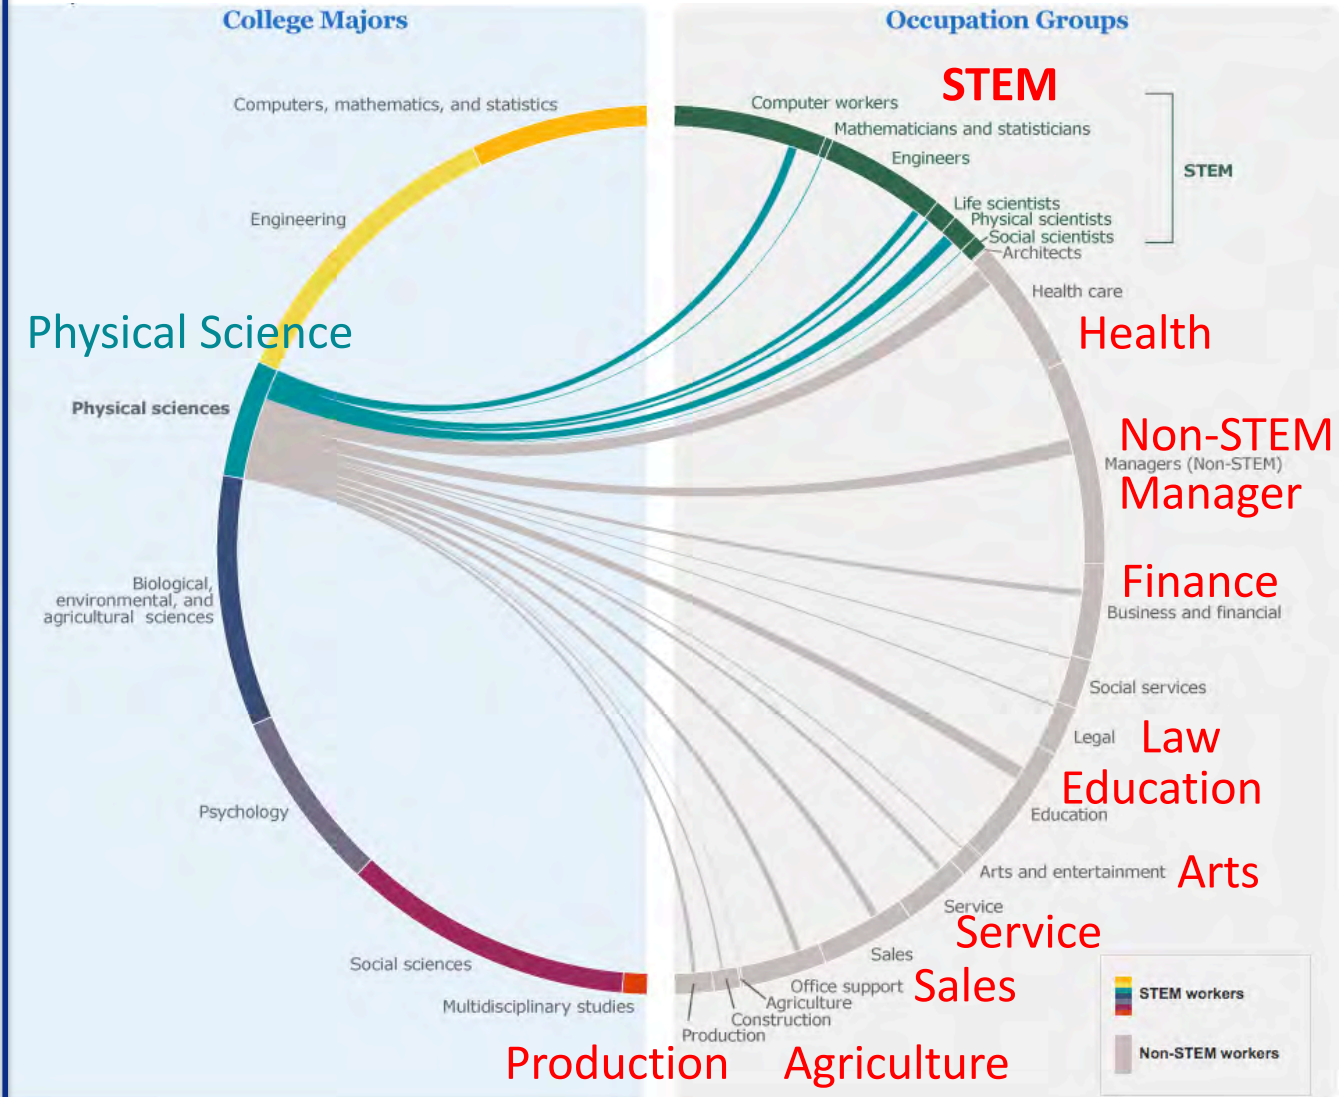 College Majors
Occupation Groups
STEM
Computers, mathematics, and statistics
Computer workers
Mathematicians and statisticians
Engineers
STEM
Engineering
Life scientists
Physical scientists
Social scientists
Architects
Health care
Physical Science
Health
Physical sciences
Non-STEM
Managers (Non-STEM)
Manager
Finance
Biological,
environmental, and
agricultural sciences
Business and financial
Social services
Legal
Law
Education
Psychology
Education
Arts and entertainment
Arts
Service
Service
Sales
Social sciences
Office support
Sales
Multidisciplinary studies
Agriculture
Construction
Production
Production
Agriculture
STEM workers
Non-STEM workers